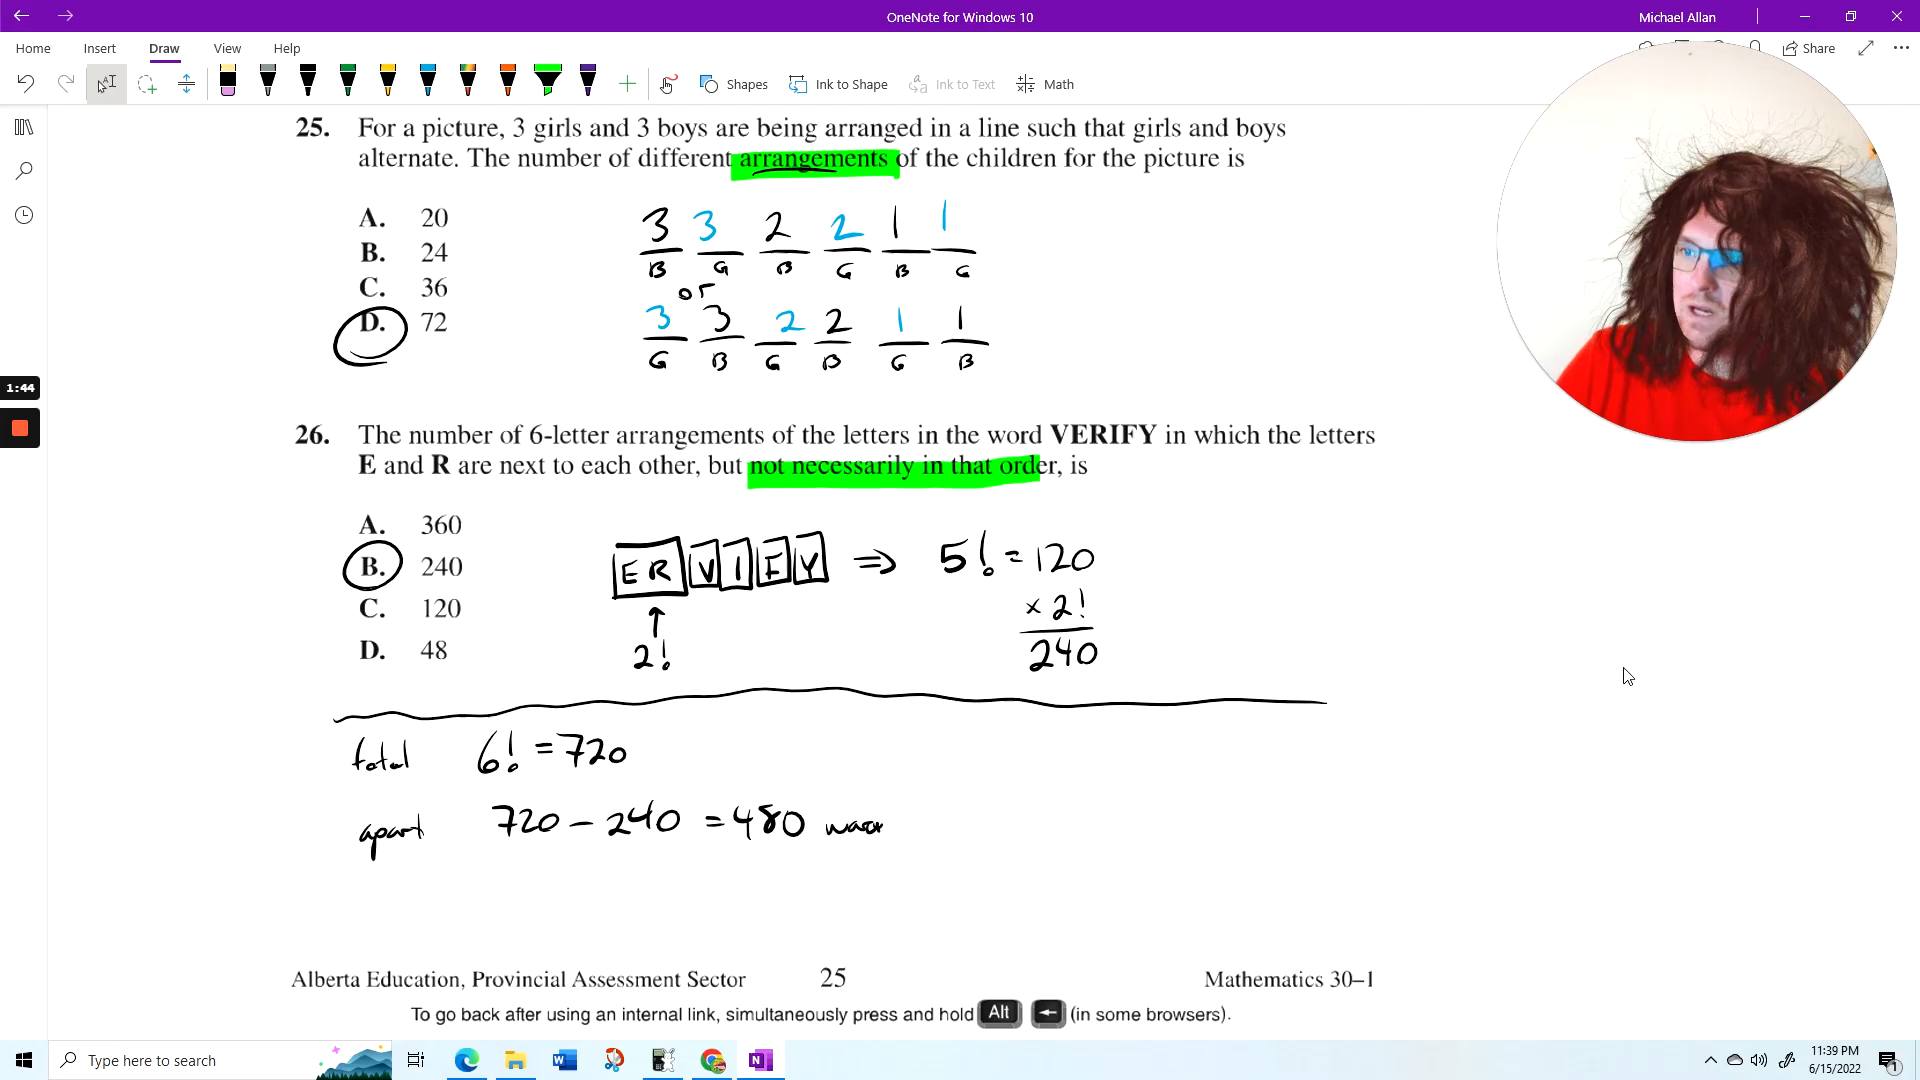 OneNote for Windows 10
Michael Allan
Home Insert Draw View Help
Share
Shapes Ink to Shape Ink to Text Math
25. For a picture, 3 girls and 3 boys are being arranged in a line such that girls and boys
alternate. The number of different arrangements of the children for the picture is
A. 20
B. 24
C. 36
D. 72
3 3 2 2 1 1
B G B G B G
or
3 3 2 2 1 1
G B G B G B
1:44
26. The number of 6-letter arrangements of the letters in the word VERIFY in which the letters
E and R are next to each other, but not necessarily in that order, is
A. 360
B. 240
C. 120
D. 48
ER V I F Y ⇒ 5! = 120
× 2!
240
↑
2!
total 6! = 720
apart 720 - 240 = 480
Alberta Education, Provincial Assessment Sector 25 Mathematics 30–1
To go back after using an internal link, simultaneously press and hold Alt ← (in some browsers).
Type here to search
11:39 PM
6/15/2022
1